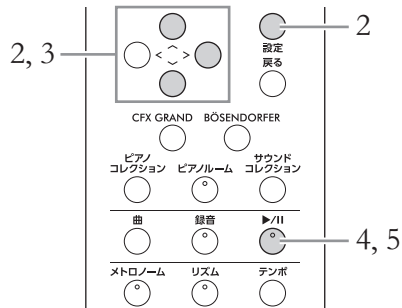 2
2, 3
設定
戻る
CFX GRAND BÖSENDORFER
ピアノ
コレクション
ピアノルーム
サウンド
コレクション
曲 録音 ▶/II
4, 5
メトロノーム リズム テンポ